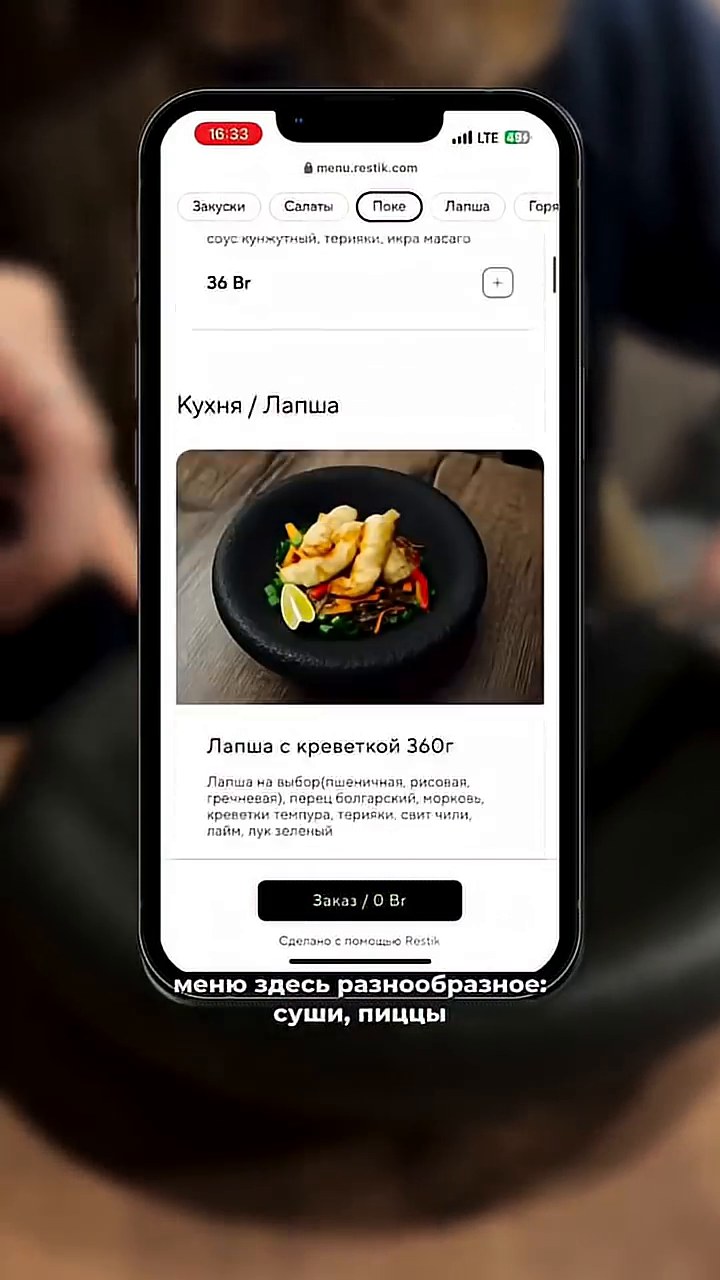 16:33
LTE 49
menu.restik.com
Закуски Салаты Поке Лапша Горя
соус кунжутный, терияки, икра масаго
36 Br
+
Кухня / Лапша
Лапша с креветкой 360г
Лапша на выбор(пшеничная, рисовая,
гречневая), перец болгарский, морковь,
креветки темпура, терияки, свит чили,
лайм, лук зеленый
Заказ / 0 Br
Сделано с помощью Restik
меню здесь разнообразное:
суши, пиццы